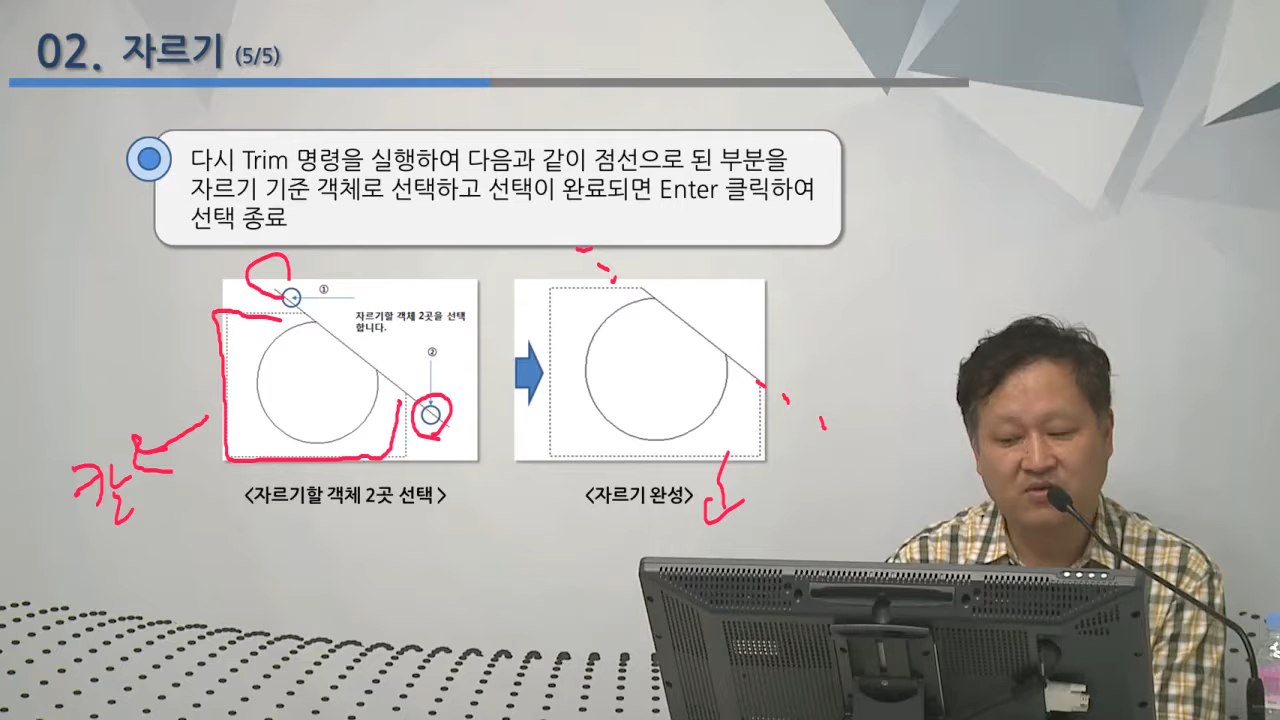 02. 자르기 (5/5)
다시 Trim 명령을 실행하여 다음과 같이 점선으로 된 부분을
자르기 기준 객체로 선택하고 선택이 완료되면 Enter 클릭하여
선택 종료
①
자르기할 객체 2곳을 선택
합니다.
②
칼
<자르기할 객체 2곳 선택 >
<자르기 완성>